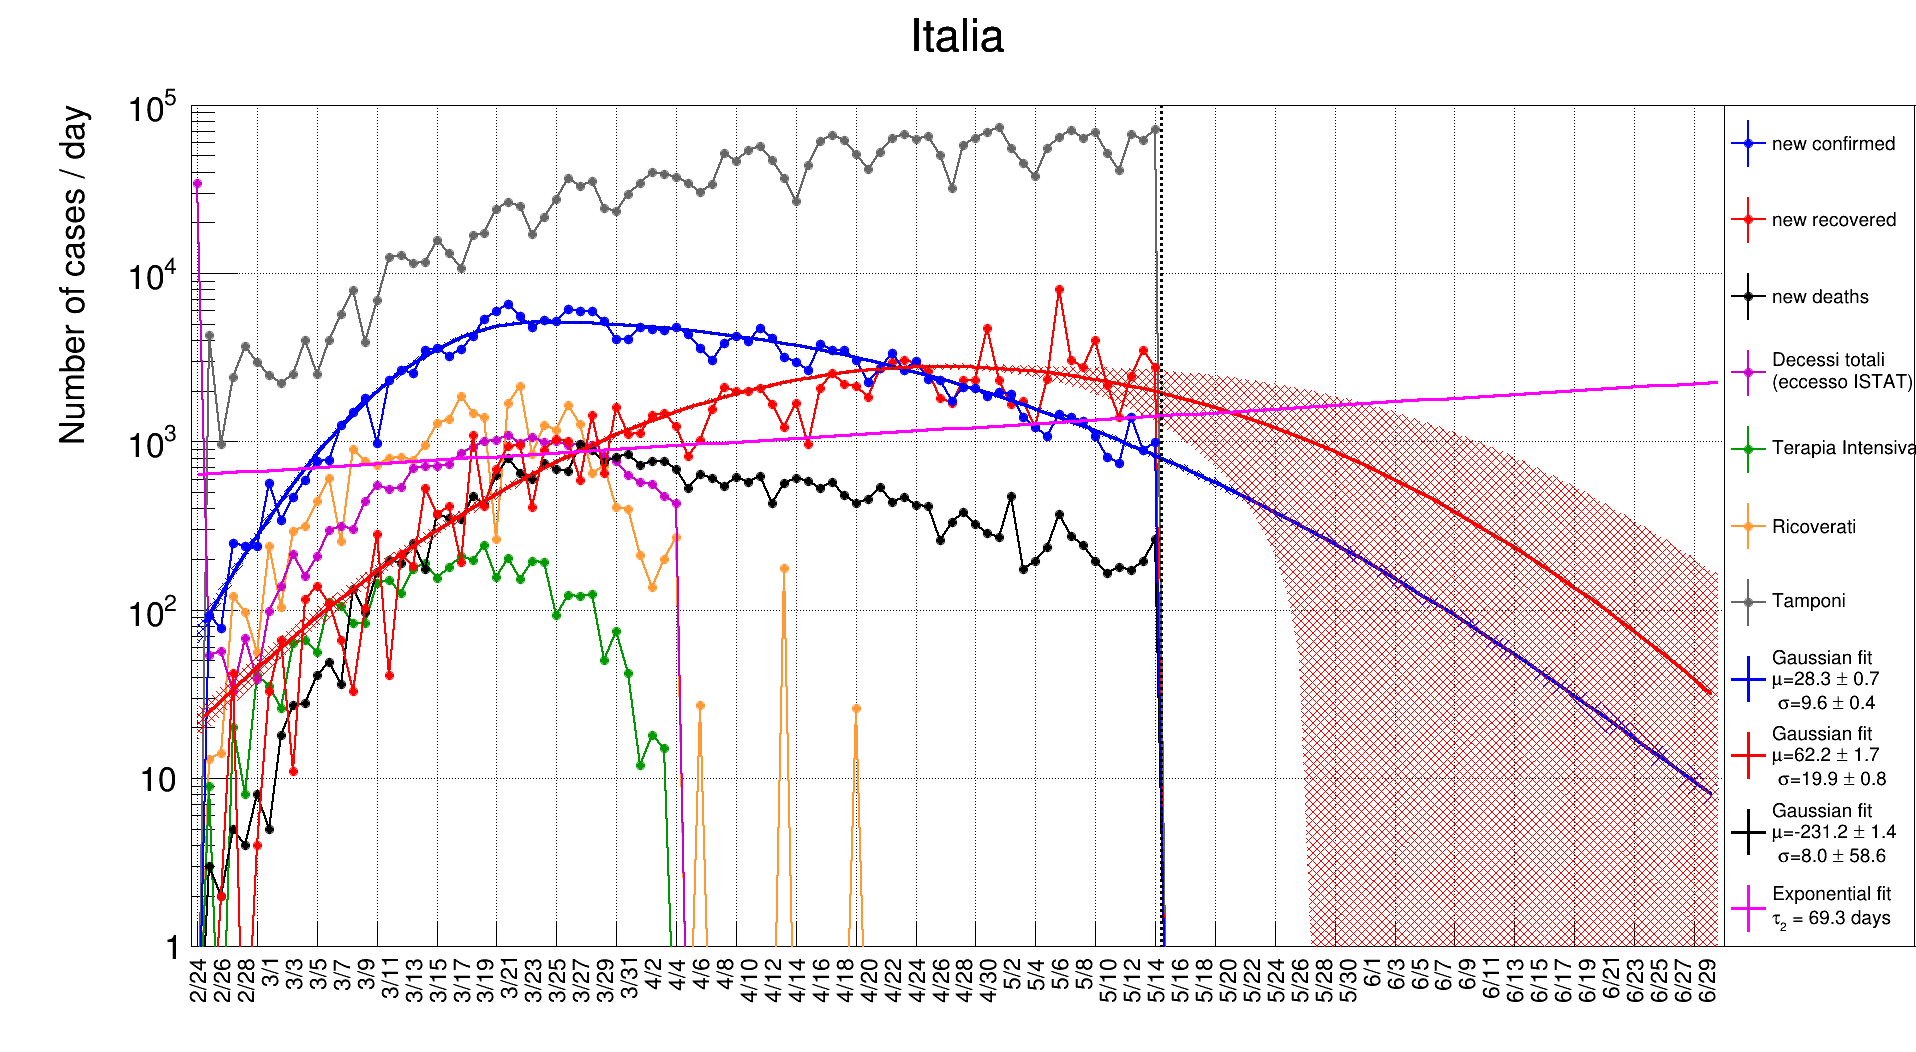 Italia
Number of cases / day
10^5
10^4
10^3
10^2
10
1
2/24 2/26 2/28 3/1 3/3 3/5 3/7 3/9 3/11 3/13 3/15 3/17 3/19 3/21 3/23 3/25 3/27 3/29 3/31 4/2 4/4 4/6 4/8 4/10 4/12 4/14 4/16 4/18 4/20 4/22 4/24 4/26 4/28 4/30 5/2 5/4 5/6 5/8 5/10 5/12 5/14 5/16 5/18 5/20 5/22 5/24 5/26 5/28 5/30 6/1 6/3 6/5 6/7 6/9 6/11 6/13 6/15 6/17 6/19 6/21 6/23 6/25 6/27 6/29
new confirmed
new recovered
new deaths
Decessi totali
(eccesso ISTAT)
Terapia Intensiva
Ricoverati
Tamponi
Gaussian fit
μ=28.3 ± 0.7
σ=9.6 ± 0.4
Gaussian fit
μ=62.2 ± 1.7
σ=19.9 ± 0.8
Gaussian fit
μ=-231.2 ± 1.4
σ=8.0 ± 58.6
Exponential fit
τ₂ = 69.3 days